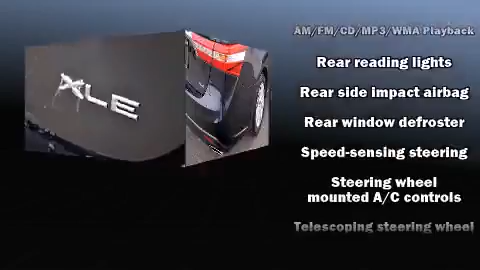 XLE
AM/FM/CD/MP3/WMA Playback
Rear reading lights
Rear side impact airbag
Rear window defroster
Speed-sensing steering
Steering wheel
mounted A/C controls
Telescoping steering wheel